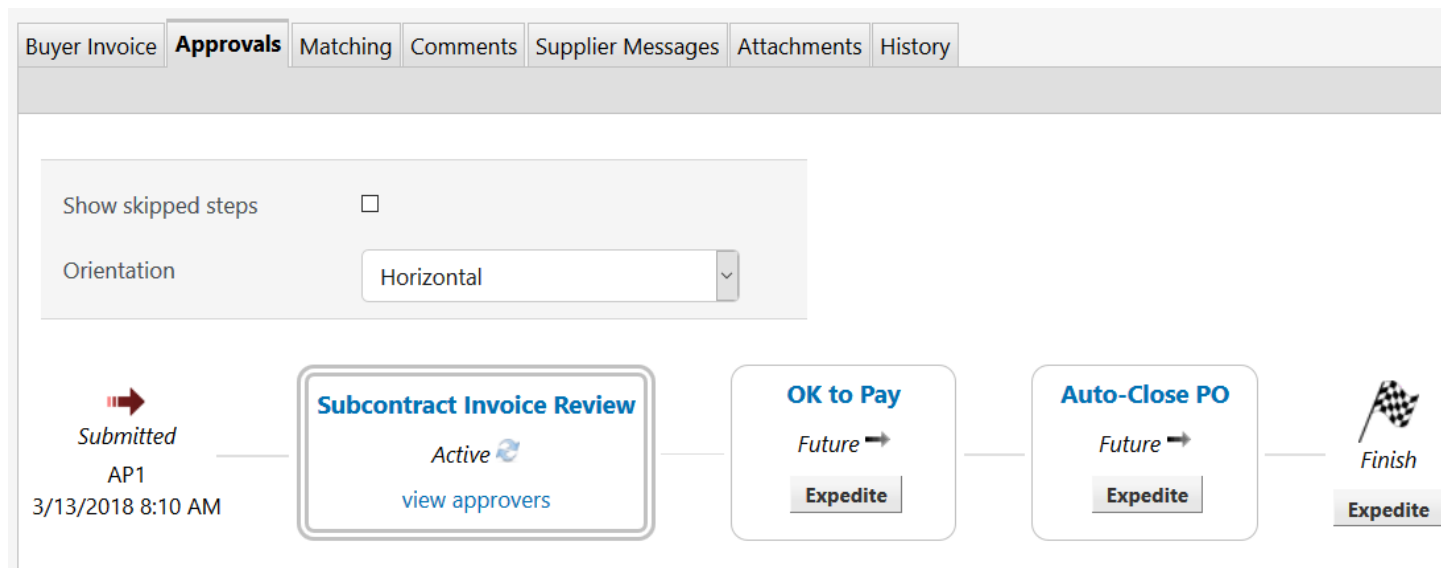 Buyer Invoice Approvals Matching Comments Supplier Messages Attachments History
Show skipped steps
Orientation Horizontal
Submitted
AP1
3/13/2018 8:10 AM
Subcontract Invoice Review
Active
view approvers
OK to Pay
Future
Expedite
Auto-Close PO
Future
Expedite
Finish
Expedite